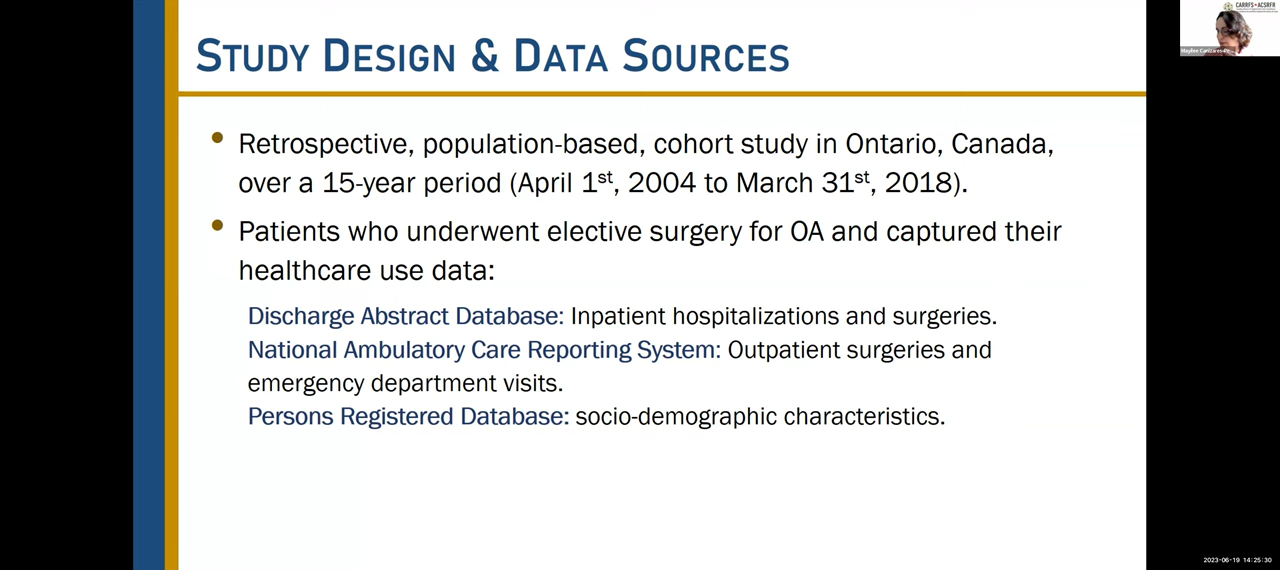 CARRFS • ACSRFR
STUDY DESIGN & DATA SOURCES
• Retrospective, population-based, cohort study in Ontario, Canada,
over a 15-year period (April 1st, 2004 to March 31st, 2018).
• Patients who underwent elective surgery for OA and captured their
healthcare use data:
Discharge Abstract Database: Inpatient hospitalizations and surgeries.
National Ambulatory Care Reporting System: Outpatient surgeries and
emergency department visits.
Persons Registered Database: socio-demographic characteristics.
2023-06-19 14:25:30